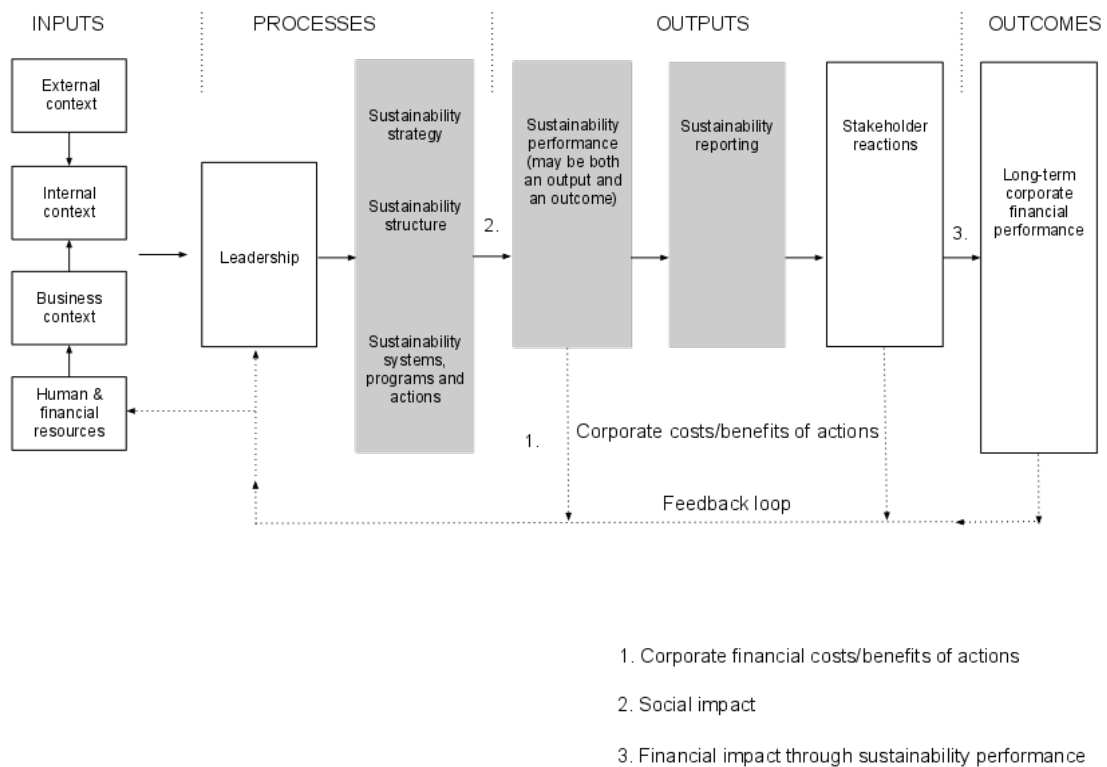 INPUTS
PROCESSES
OUTPUTS
OUTCOMES
External
context
Internal
context
Business
context
Human &
financial
resources
Leadership
Sustainability
strategy
Sustainability
structure
Sustainability
systems,
programs and
actions
2.
Sustainability
performance
(may be both
an output and
an outcome)
Sustainability
reporting
Stakeholder
reactions
3.
Long-term
corporate
financial
performance
1.
Corporate costs/benefits of actions
Feedback loop
1. Corporate financial costs/benefits of actions
2. Social impact
3. Financial impact through sustainability performance